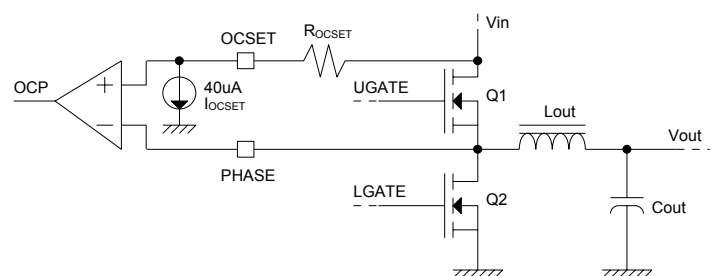 Vin
OCSET
ROCSET
OCP
+
40uA
IOCSET
UGATE
Q1
Lout
Vout
−
PHASE
LGATE
Q2
Cout